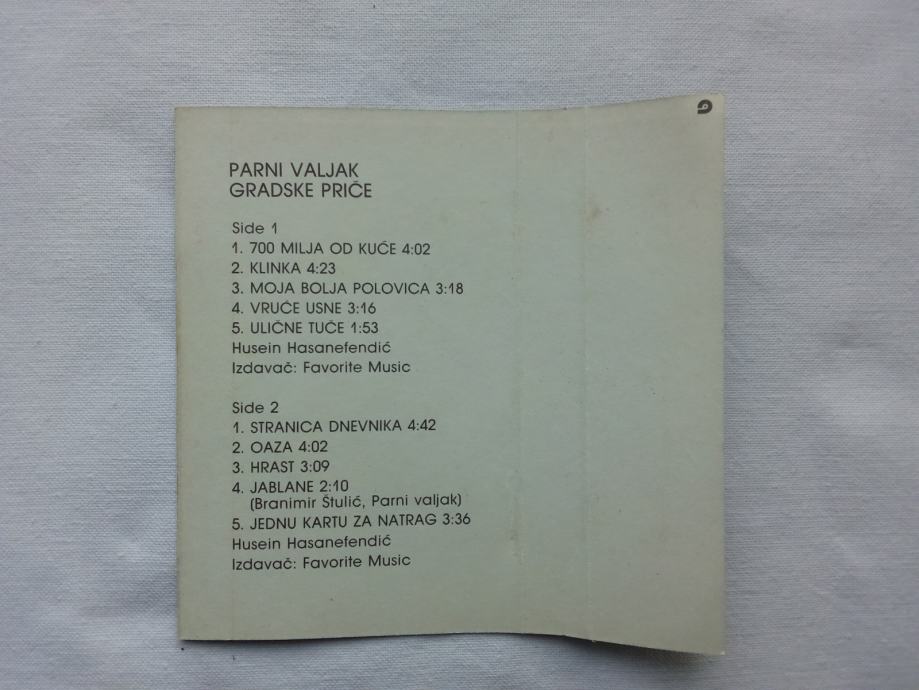 PARNI VALJAK
GRADSKE PRIČE
Side 1
1. 700 MILJA OD KUĆE 4:02
2. KLINKA 4:23
3. MOJA BOLJA POLOVICA 3:18
4. VRUĆE USNE 3:16
5. ULIČNE TUČE 1:53
Husein Hasanefendić
Izdavač: Favorite Music
Side 2
1. STRANICA DNEVNIKA 4:42
2. OAZA 4:02
3. HRAST 3:09
4. JABLANE 2:10
(Branimir Štulić, Parni valjak)
5. JEDNU KARTU ZA NATRAG 3:36
Husein Hasanefendić
Izdavač: Favorite Music